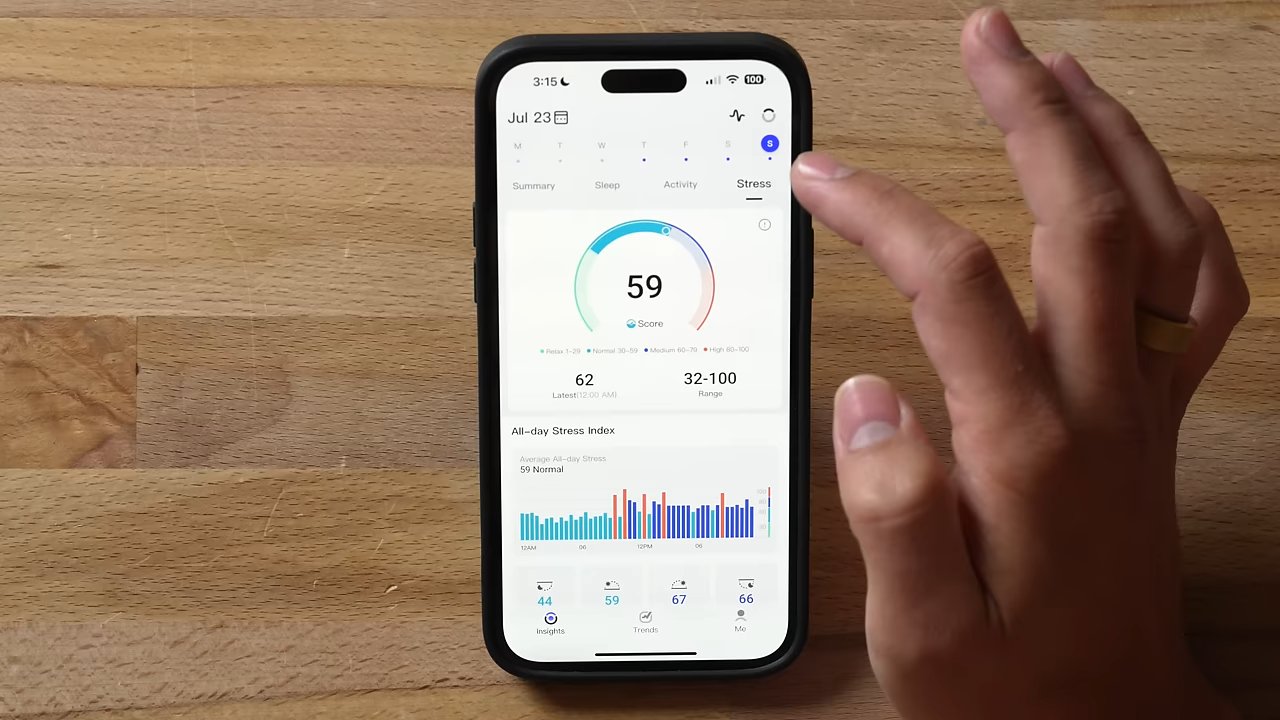 3:15 100
Jul 23
M T W T F S S
Summary Sleep Activity Stress
59
Score
Relax 1-29 Normal 30-59 Medium 60-79 High 80-100
62 32-100
Latest(12:00 AM) Range
All-day Stress Index
Average All-day Stress
59 Normal
12AM 06 12PM 06
44 59 67 66
Insights Trends Me